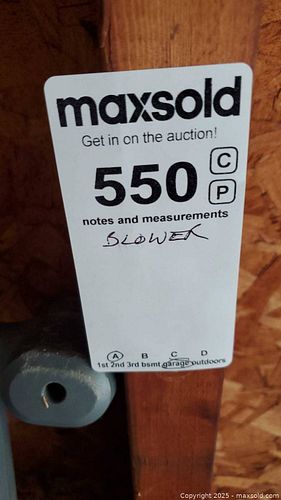 maxsold
Get in on the auction!
550 C
P
notes and measurements
BLOWER
A B C D
1st 2nd 3rd bsmt garage outdoors
Copyright © 2025 - maxsold.com